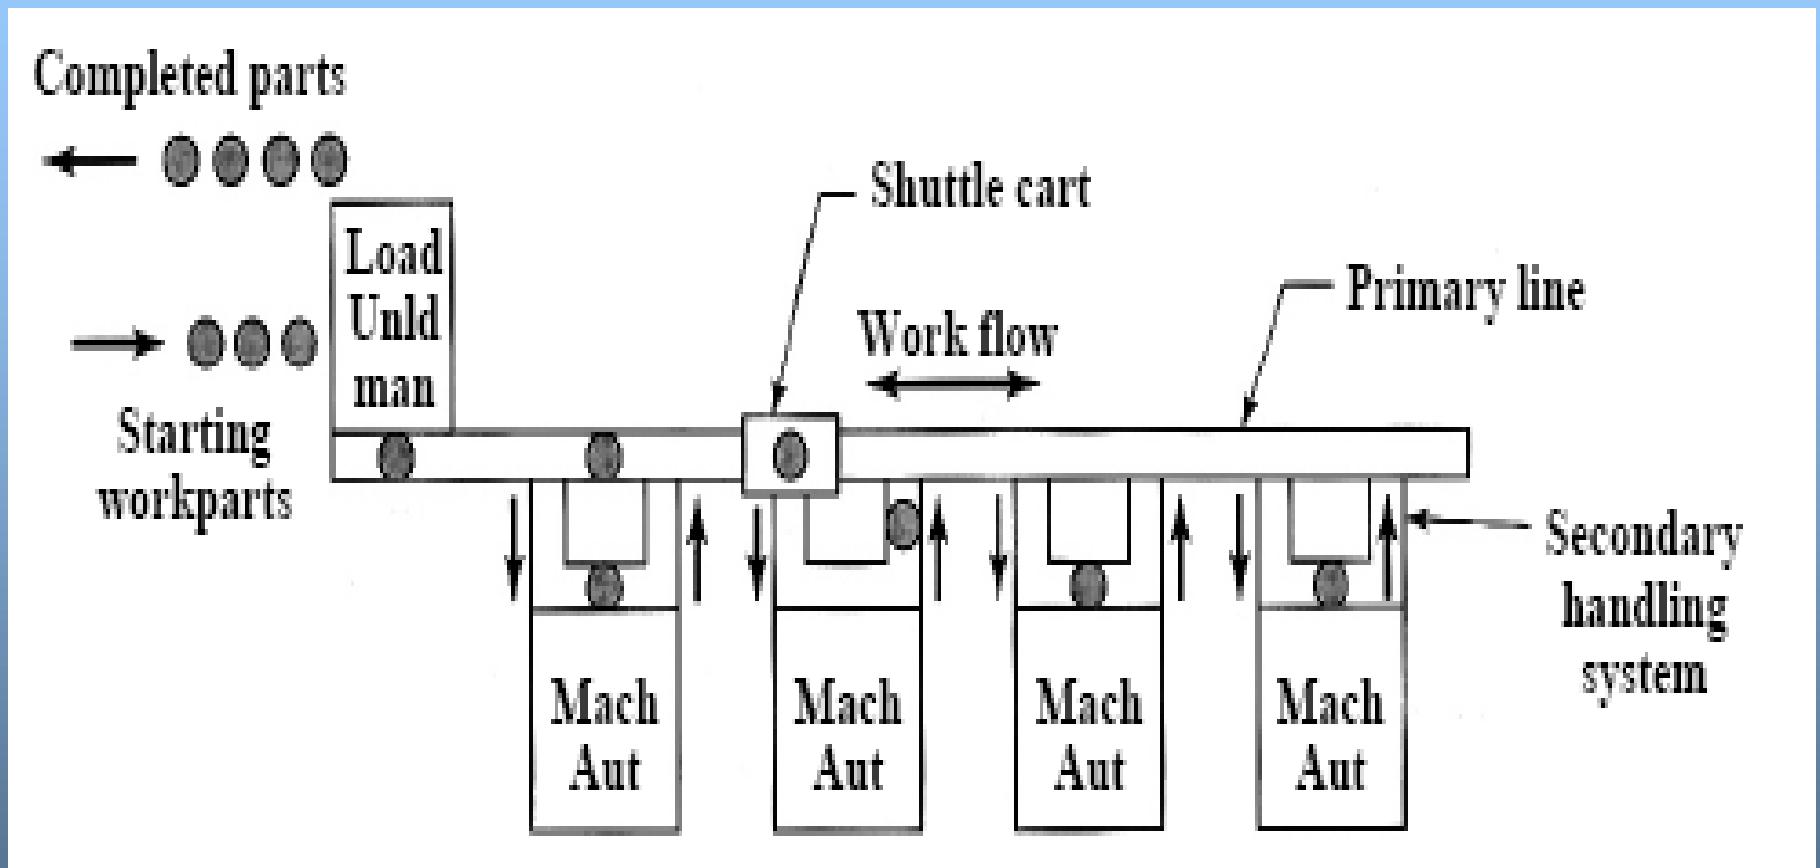 Completed parts
Shuttle cart
Load
Unld
man
Primary line
Work flow
Starting
workparts
Secondary
handling
system
Mach
Aut
Mach
Aut
Mach
Aut
Mach
Aut